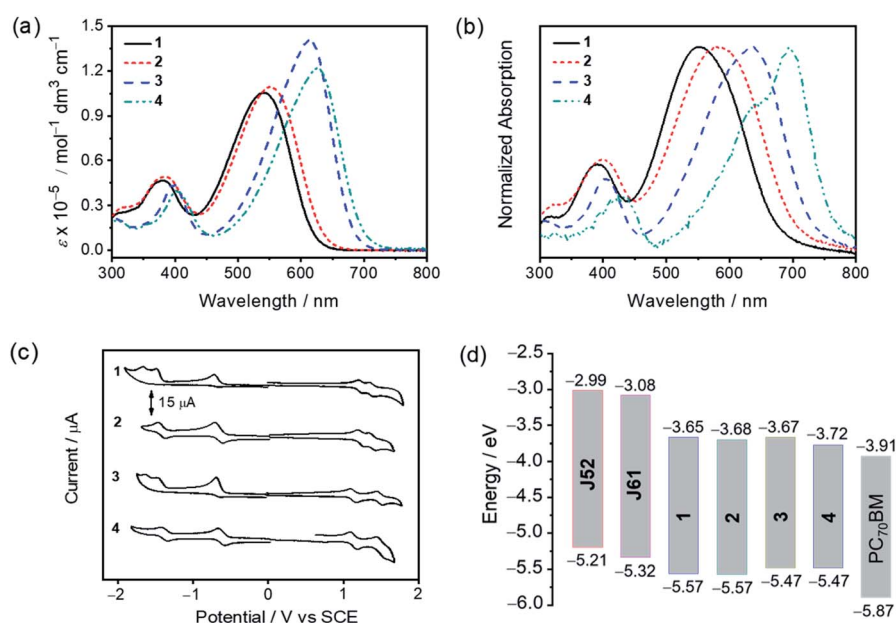 (a)
1
2
3
4
1.5
1.2
0.9
0.6
0.3
0.0
ε x 10⁻⁵ / mol⁻¹ dm³ cm⁻¹
300 400 500 600 700 800
Wavelength / nm
(b)
1
2
3
4
Normalized Absorption
300 400 500 600 700 800
Wavelength / nm
(c)
1
15 μA
2
3
4
Current / μA
−2 −1 0 1 2
Potential / V vs SCE
(d)
−2.5
−3.0
−3.5
−4.0
−4.5
−5.0
−5.5
−6.0
Energy / eV
−2.99 −3.08 −3.65 −3.68 −3.67 −3.72 −3.91
J52 J61 1 2 3 4 PC₇₀BM
−5.21 −5.32 −5.57 −5.57 −5.47 −5.47 −5.87